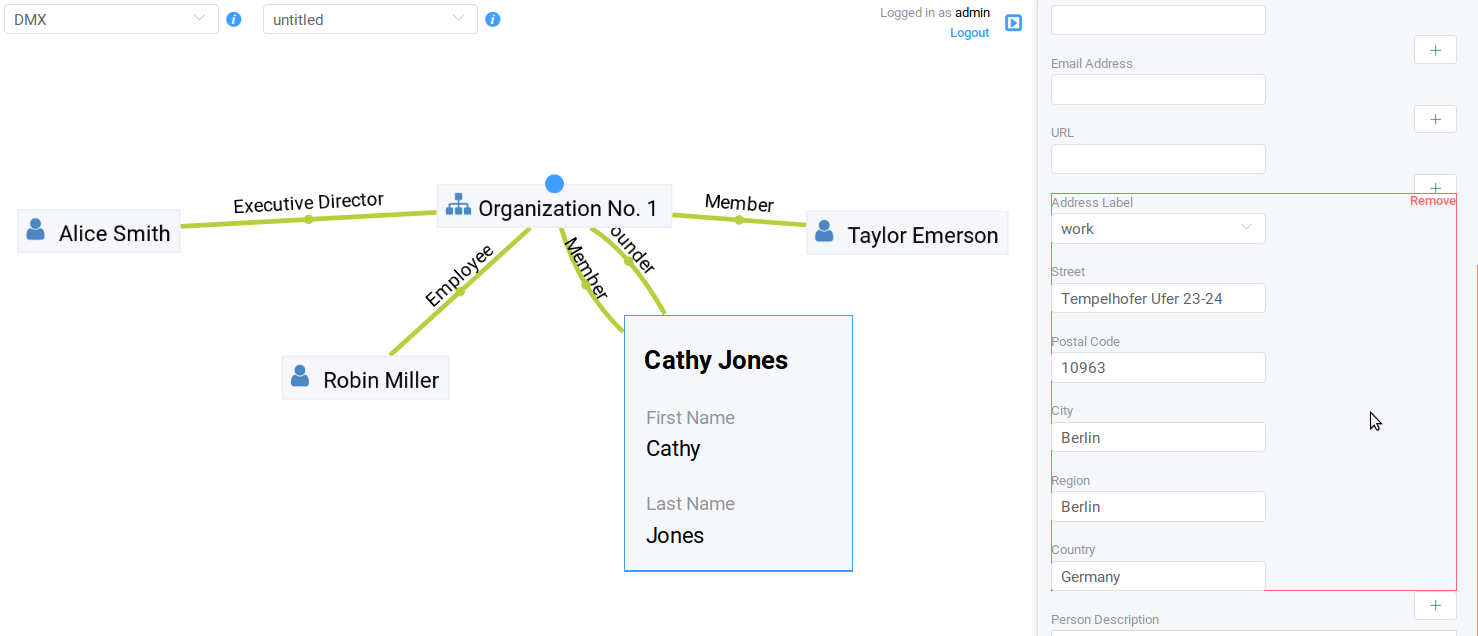 DMX
untitled
Logged in as admin
Logout
Executive Director
Alice Smith
Organization No. 1
Member
Taylor Emerson
Employee
Member
ounder
Robin Miller
Cathy Jones
First Name
Cathy
Last Name
Jones
Email Address
URL
Address Label
Remove
work
Street
Tempelhofer Ufer 23-24
Postal Code
10963
City
Berlin
Region
Berlin
Country
Germany
Person Description